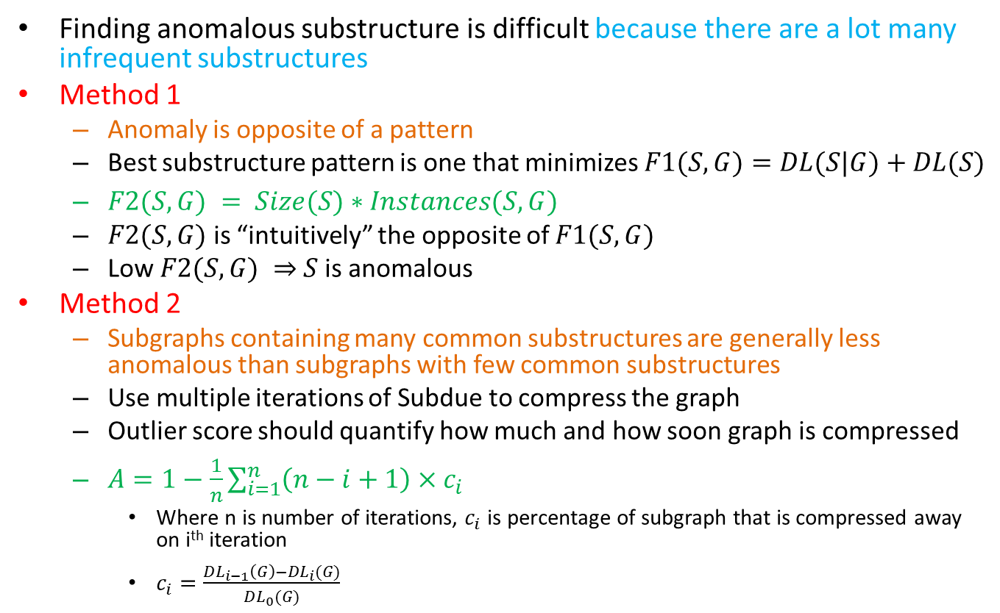 • Finding anomalous substructure is difficult because there are a lot many
infrequent substructures
• Method 1
– Anomaly is opposite of a pattern
– Best substructure pattern is one that minimizes F1(S, G) = DL(S|G) + DL(S)
– F2(S, G) = Size(S) ∗ Instances(S, G)
– F2(S, G) is “intuitively” the opposite of F1(S, G)
– Low F2(S, G) ⇒ S is anomalous
• Method 2
– Subgraphs containing many common substructures are generally less
anomalous than subgraphs with few common substructures
– Use multiple iterations of Subdue to compress the graph
– Outlier score should quantify how much and how soon graph is compressed
– A = 1 − \frac{1}{n} \sum_{i=1}^{n} (n − i + 1) × c_i
• Where n is number of iterations, c_i is percentage of subgraph that is compressed away
on i^{th} iteration
• c_i = \frac{DL_{i−1}(G)−DL_i(G)}{DL_0(G)}